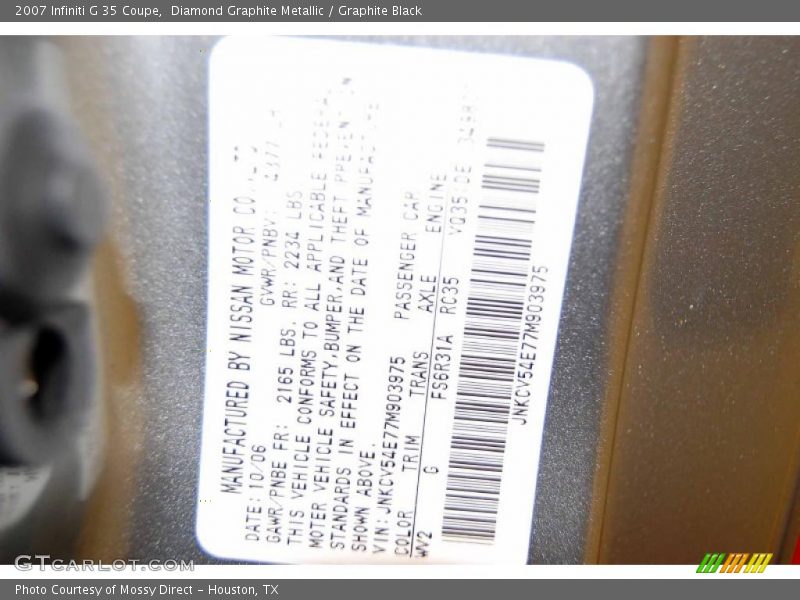 2007 Infiniti G 35 Coupe, Diamond Graphite Metallic / Graphite Black
MANUFACTURED BY NISSAN MOTOR CO
DATE: 10/06 GVWR/PNBV:
GAWR/PNBE FR: 2165 LBS. RR: 2234 LBS
THIS VEHICLE CONFORMS TO ALL APPLICABLE
MOTER VEHICLE SAFETY,BUMPER,AND THEFT PREVENTION
STANDARDS IN EFFECT ON THE DATE OF MANUFACTURE
SHOWN ABOVE.
VIN:JNKCV54E77M903975 PASSENGER CAR
COLOR TRIM TRANS AXLE ENGINE
WV2 G FS6R31A RC35 VQ35 DE
JNKCV54E77M903975
GTCarLot.com
Photo Courtesy of Mossy Direct – Houston, TX